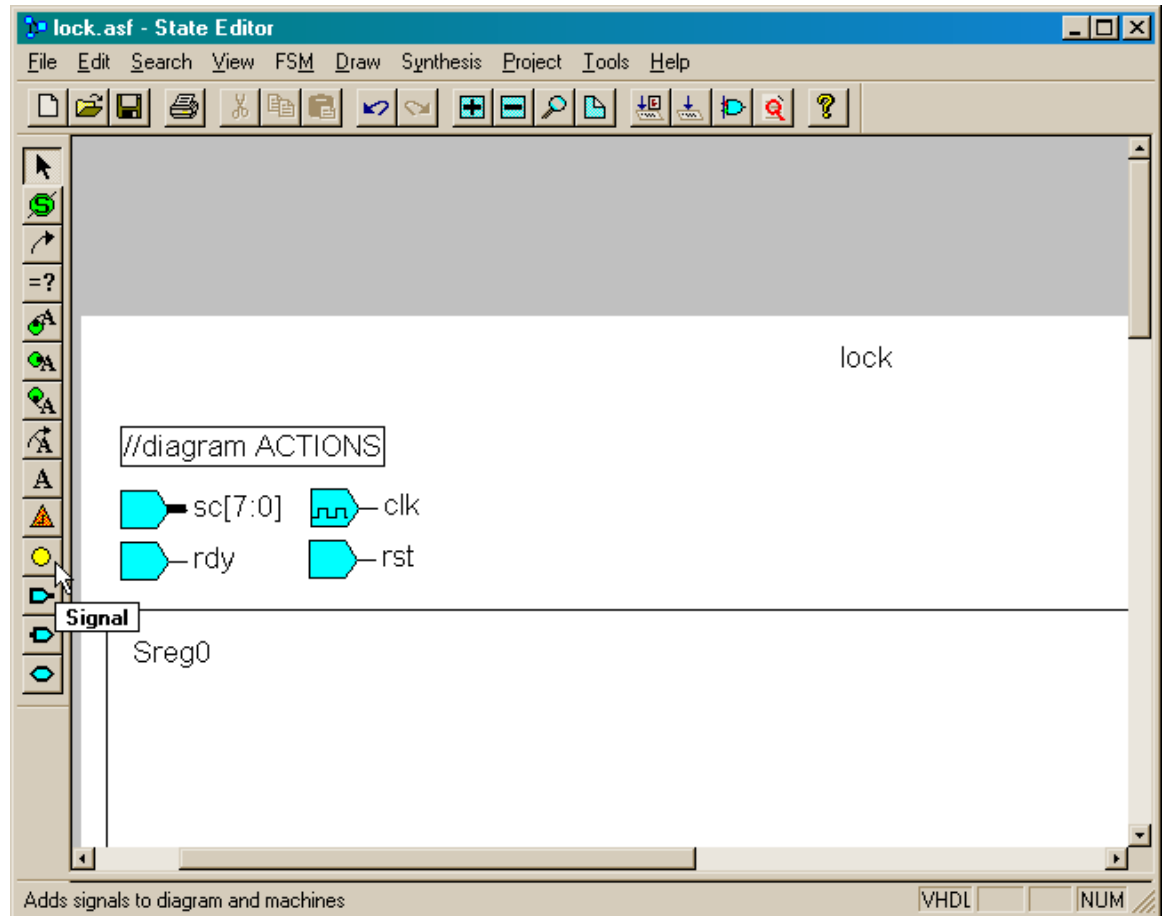 lock.asf - State Editor
File Edit Search View FSM Draw Synthesis Project Tools Help
lock
//diagram ACTIONS
sc[7:0] clk
rdy rst
Signal
Sreg0
Adds signals to diagram and machines VHDL NUM